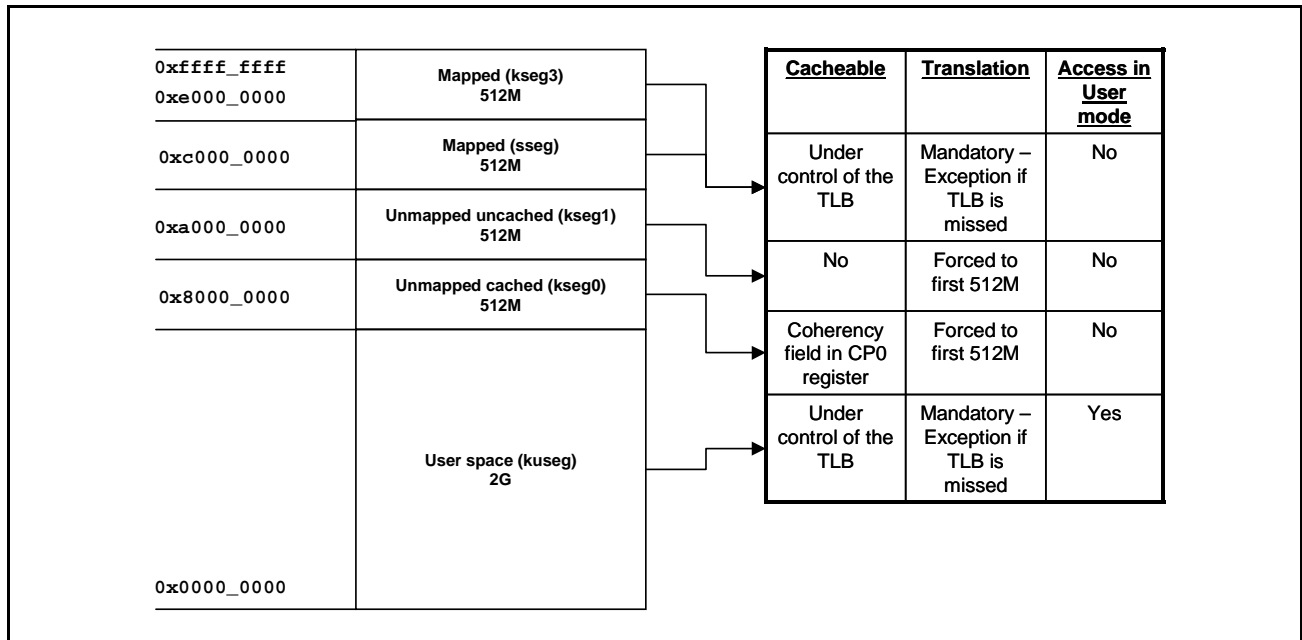 0xffff_ffff
0xe000_0000
Mapped (kseg3)
512M
0xc000_0000
Mapped (sseg)
512M
0xa000_0000
Unmapped uncached (kseg1)
512M
0x8000_0000
Unmapped cached (kseg0)
512M
User space (kuseg)
2G
0x0000_0000
Cacheable
Translation
Access in
User
mode
Under
control of the
TLB
Mandatory –
Exception if
TLB is
missed
No
No
Forced to
first 512M
No
Coherency
field in CP0
register
Forced to
first 512M
No
Under
control of the
TLB
Mandatory –
Exception if
TLB is
missed
Yes